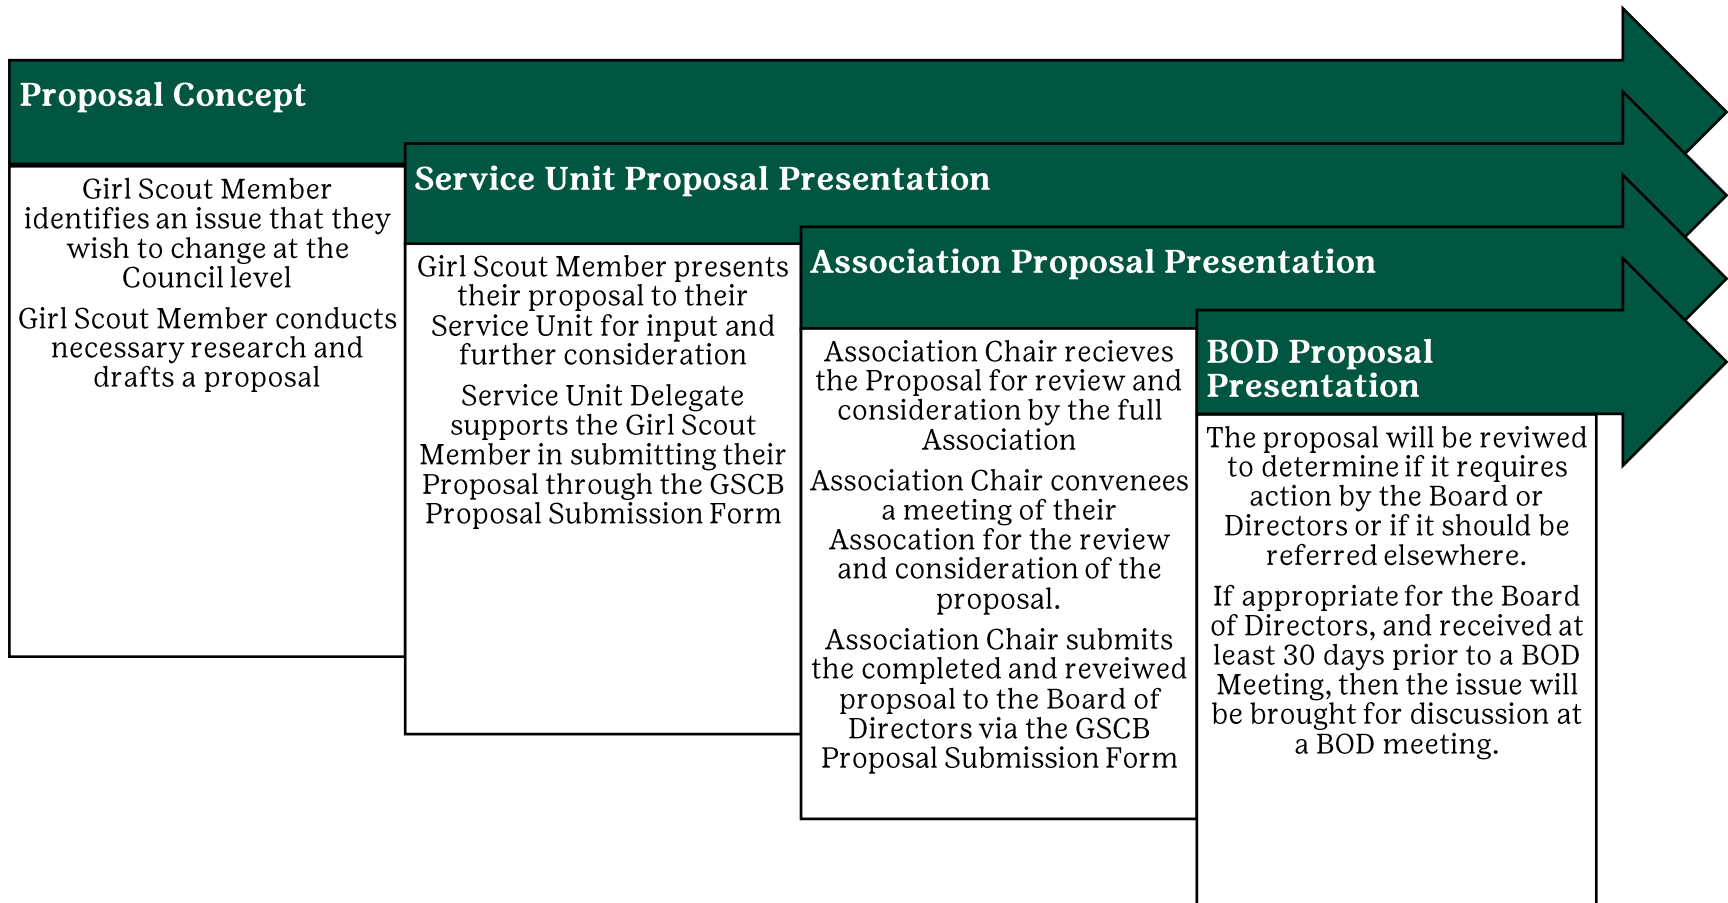 Proposal Concept
Girl Scout Member
identifies an issue that they
wish to change at the
Council level
Girl Scout Member conducts
necessary research and
drafts a proposal
Service Unit Proposal Presentation
Girl Scout Member presents
their proposal to their
Service Unit for input and
further consideration
Service Unit Delegate
supports the Girl Scout
Member in submitting their
Proposal through the GSCB
Proposal Submission Form
Association Proposal Presentation
Association Chair recieves
the Proposal for review and
consideration by the full
Association
Association Chair convenees
a meeting of their
Assocation for the review
and consideration of the
proposal.
Association Chair submits
the completed and reveiwed
propsoal to the Board of
Directors via the GSCB
Proposal Submission Form
BOD Proposal
Presentation
The proposal will be reviwed
to determine if it requires
action by the Board or
Directors or if it should be
referred elsewhere.
If appropriate for the Board
of Directors, and received at
least 30 days prior to a BOD
Meeting, then the issue will
be brought for discussion at
a BOD meeting.